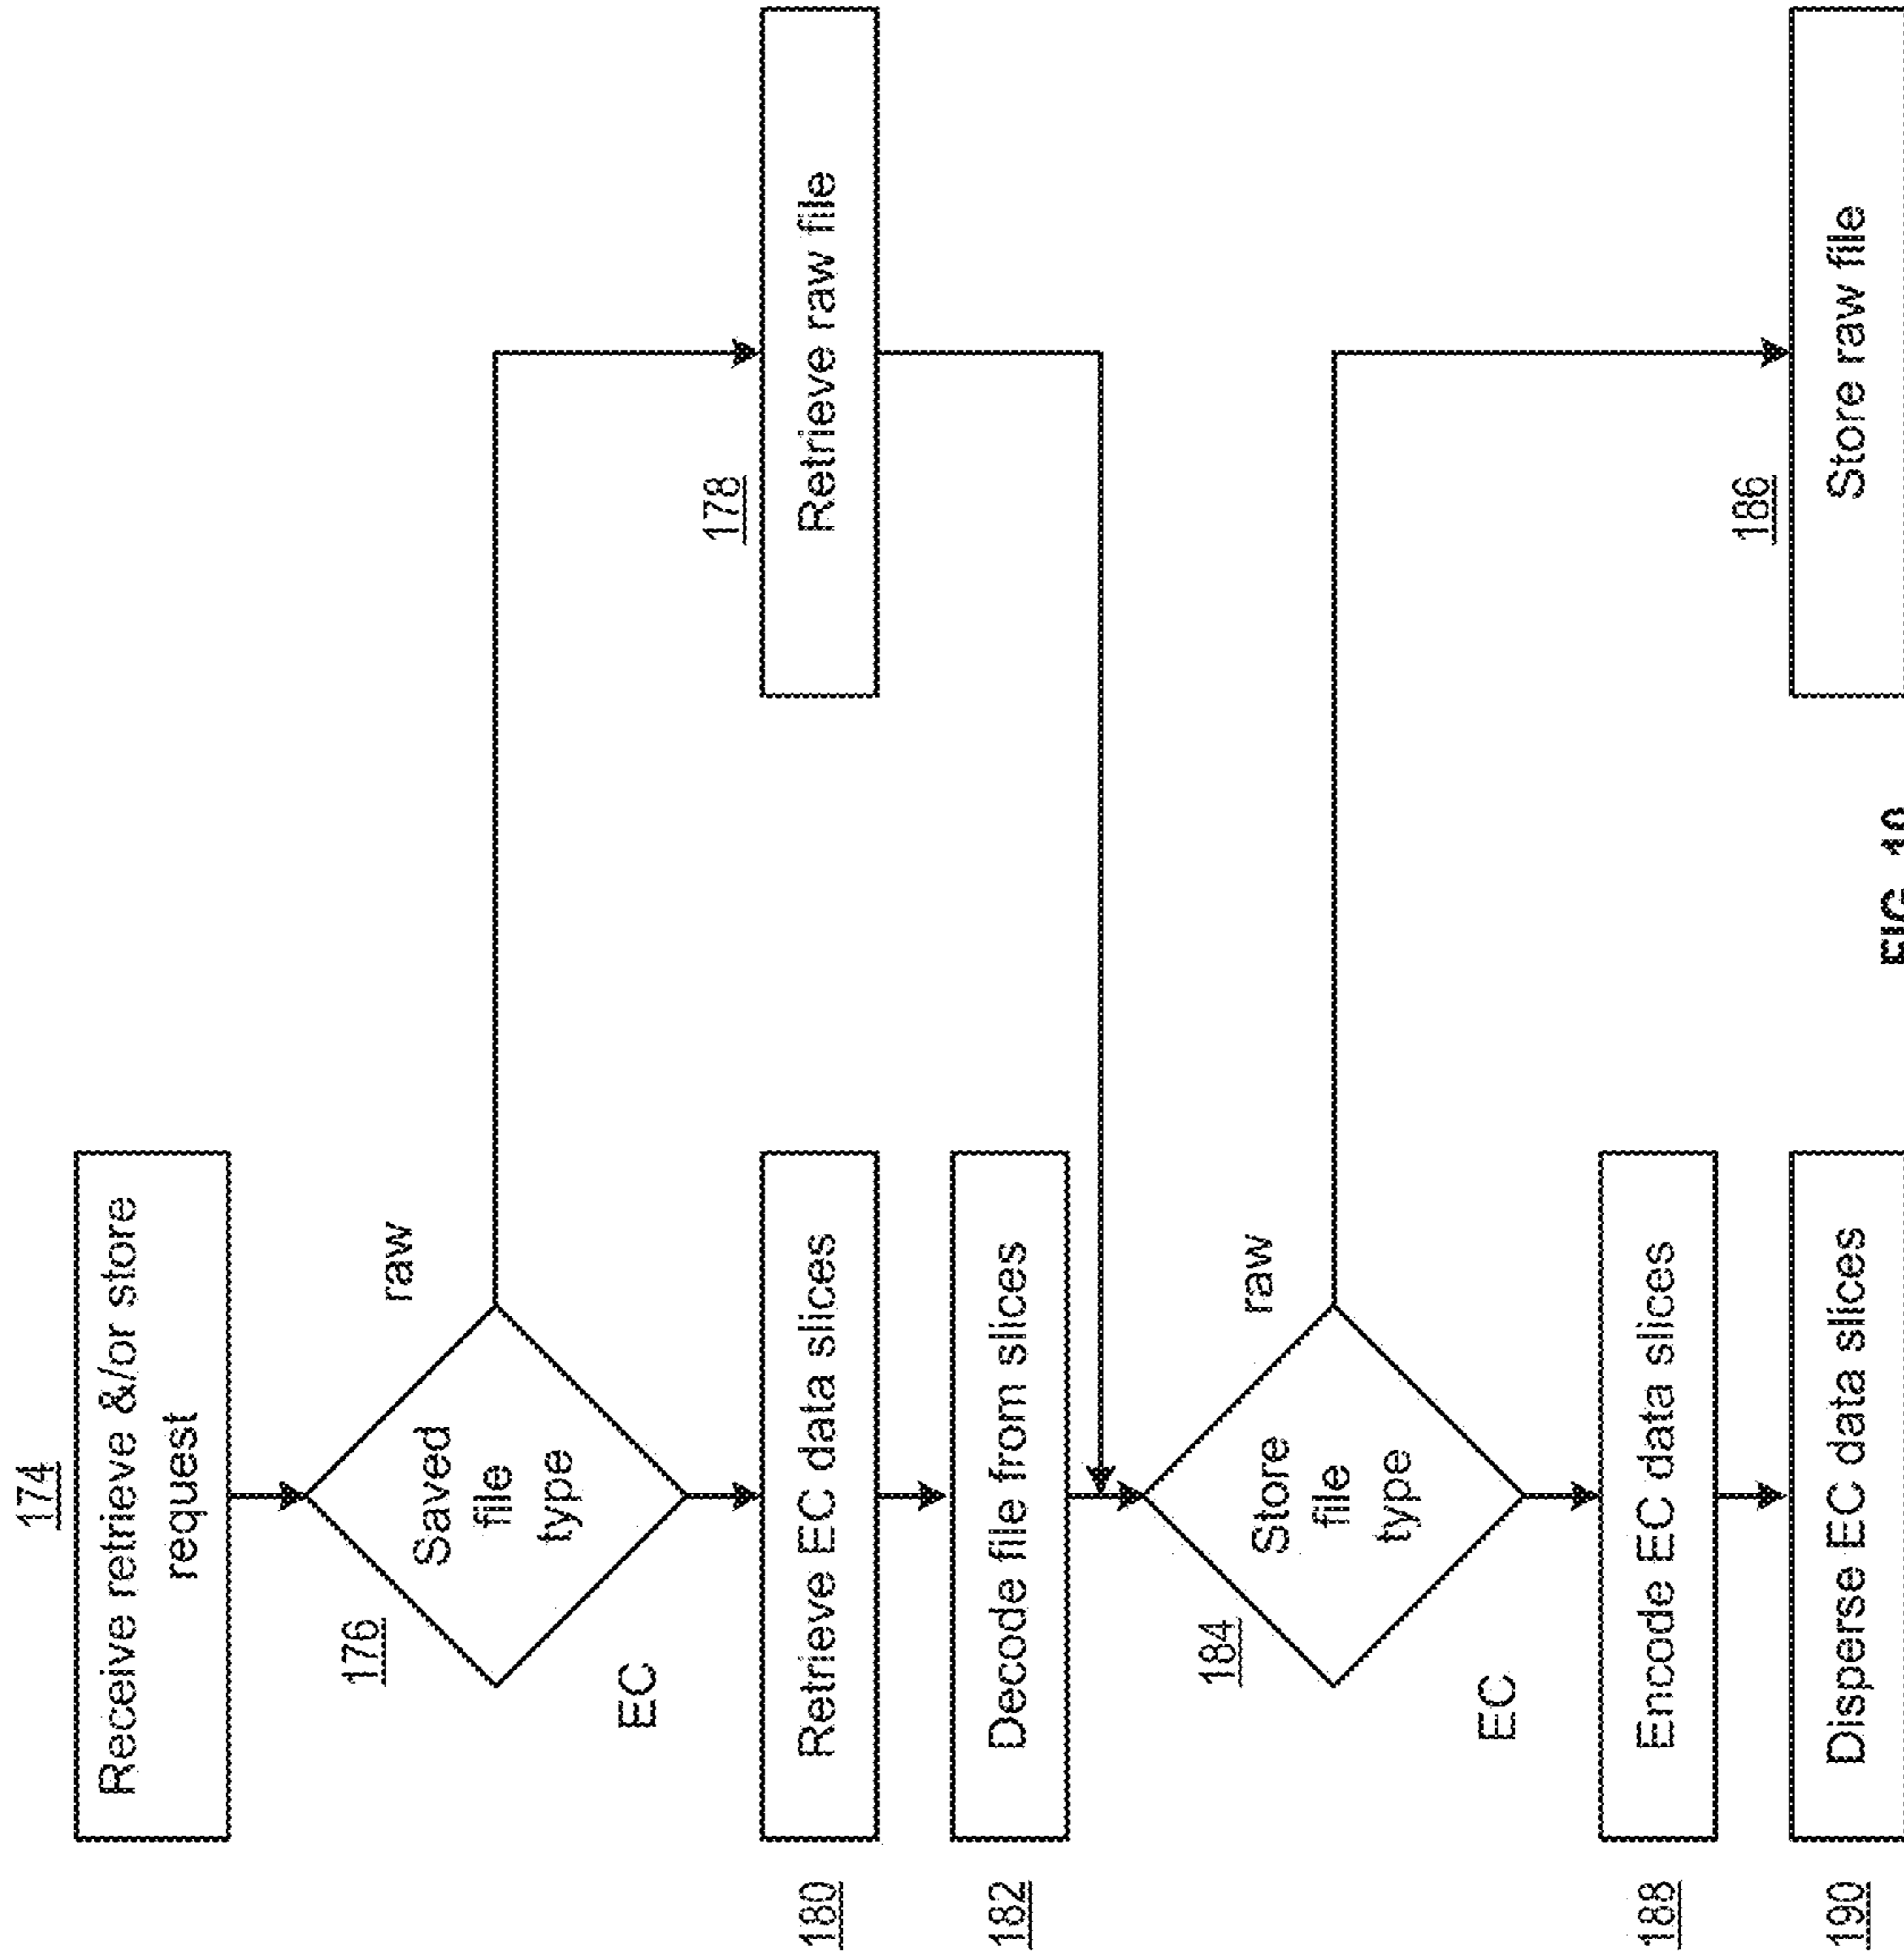 174
Receive retrieve &/or store
request
176
Saved
file
type
raw
EC
178
Retrieve raw file
180
Retrieve EC data slices
182
Decode file from slices
184
Store
file
type
raw
EC
186
Store raw file
188
Encode EC data slices
190
Disperse EC data slices
FIG. 10